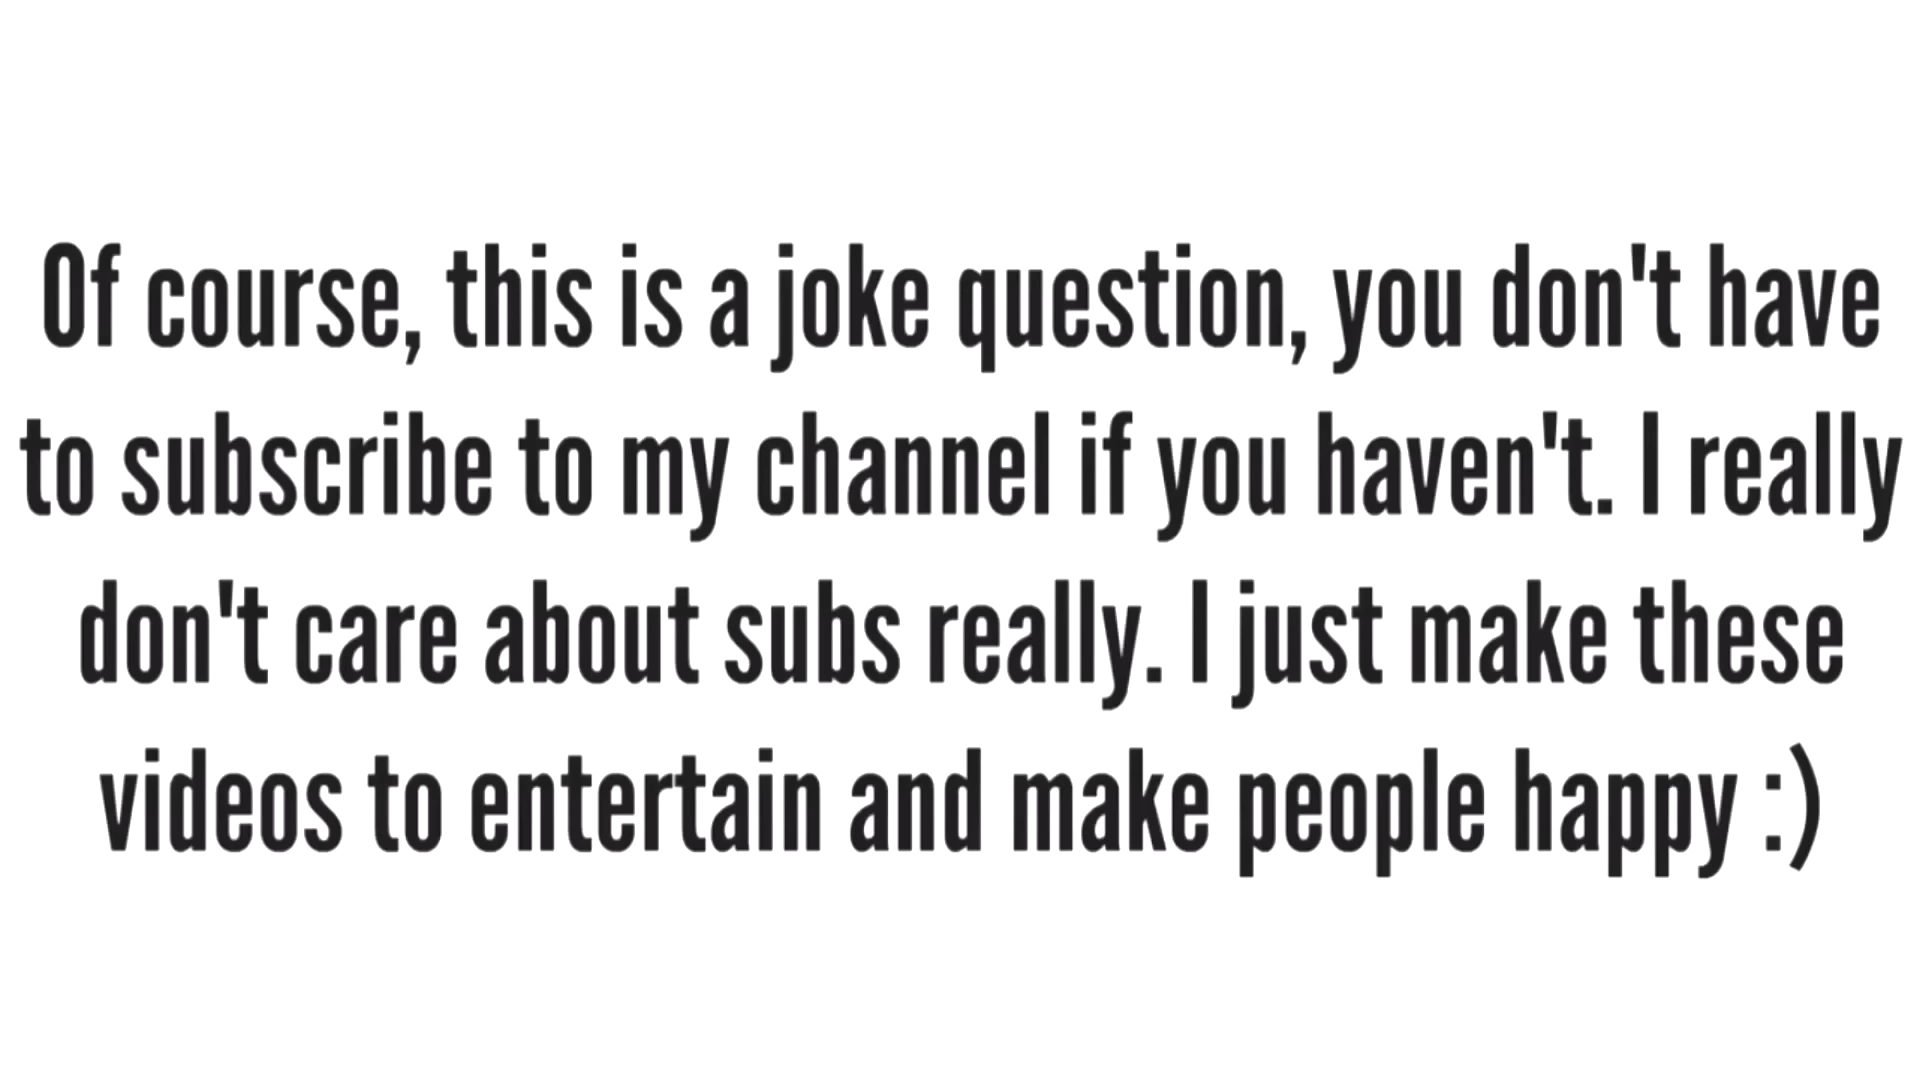 Of course, this is a joke question, you don't have
to subscribe to my channel if you haven't. I really
don't care about subs really. I just make these
videos to entertain and make people happy :)